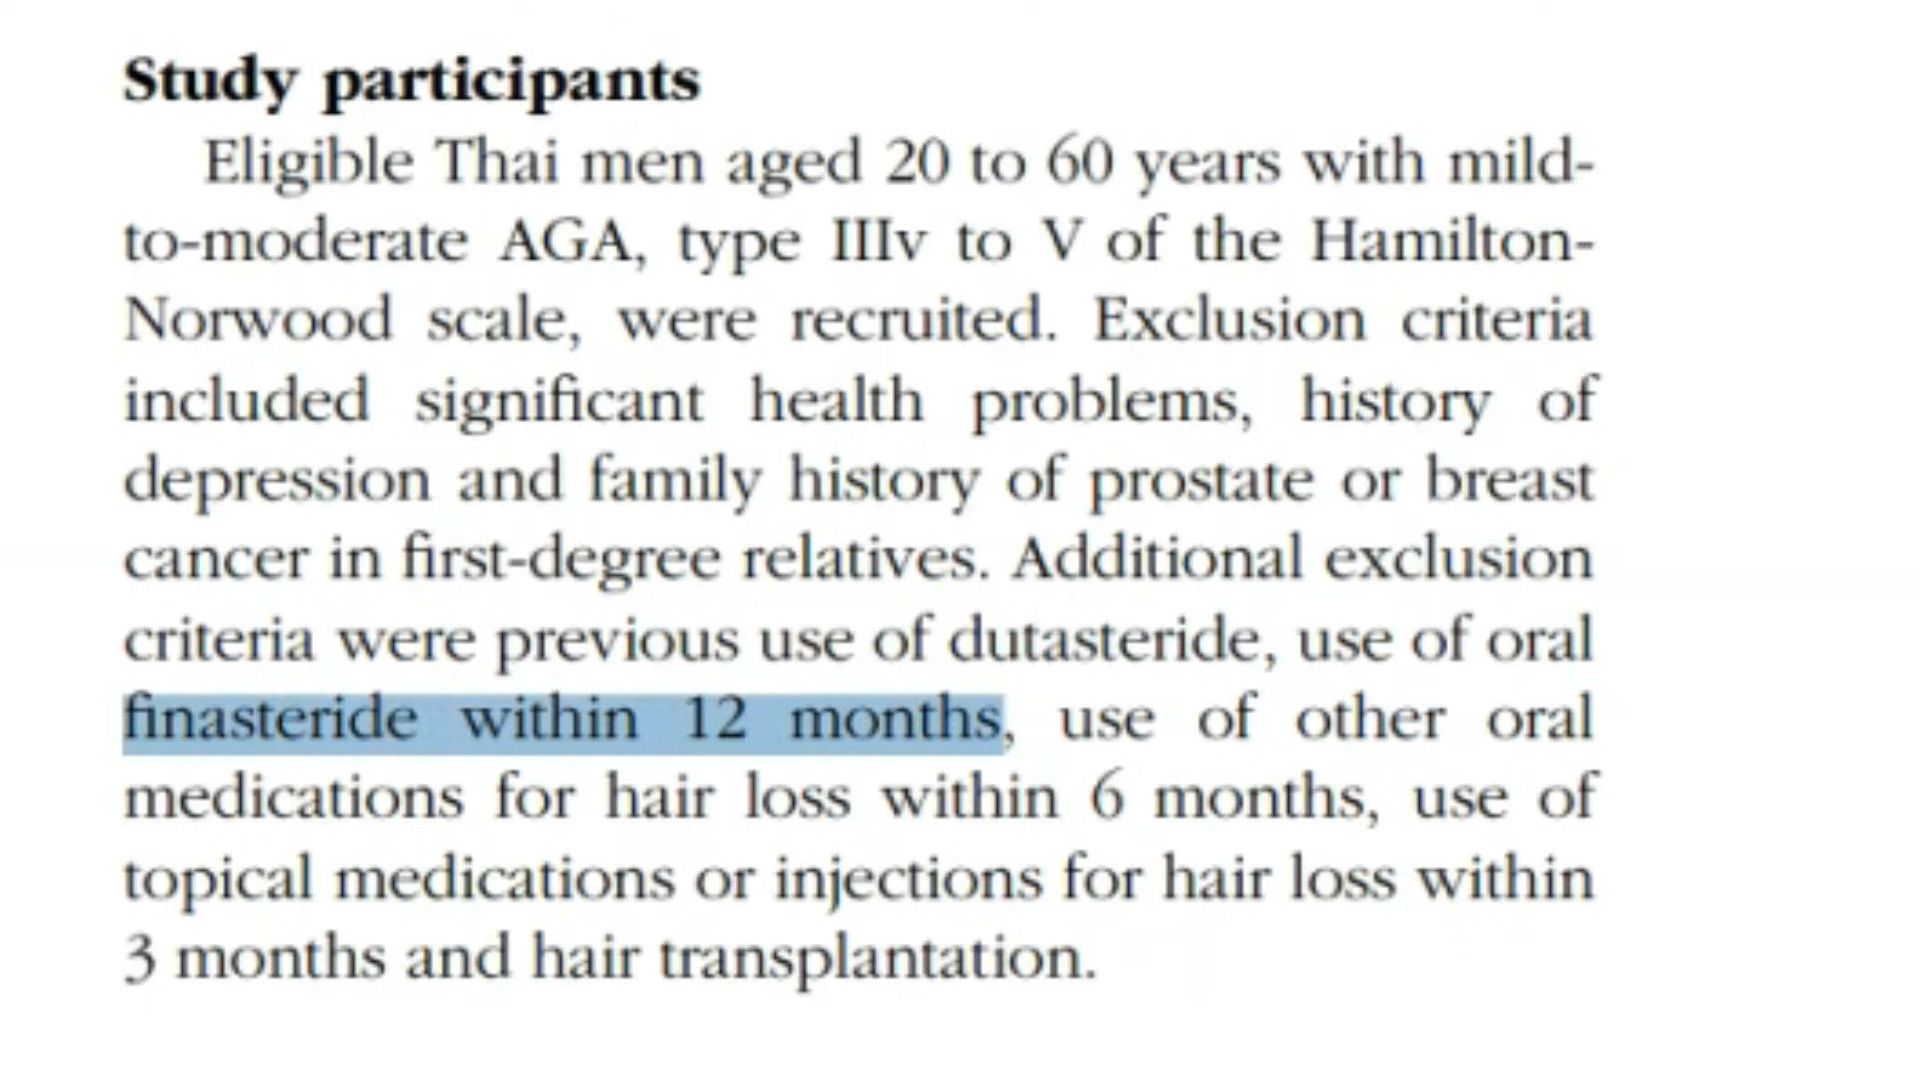 Study participants
Eligible Thai men aged 20 to 60 years with mild-
to-moderate AGA, type IIIv to V of the Hamilton-
Norwood scale, were recruited. Exclusion criteria
included significant health problems, history of
depression and family history of prostate or breast
cancer in first-degree relatives. Additional exclusion
criteria were previous use of dutasteride, use of oral
finasteride within 12 months, use of other oral
medications for hair loss within 6 months, use of
topical medications or injections for hair loss within
3 months and hair transplantation.